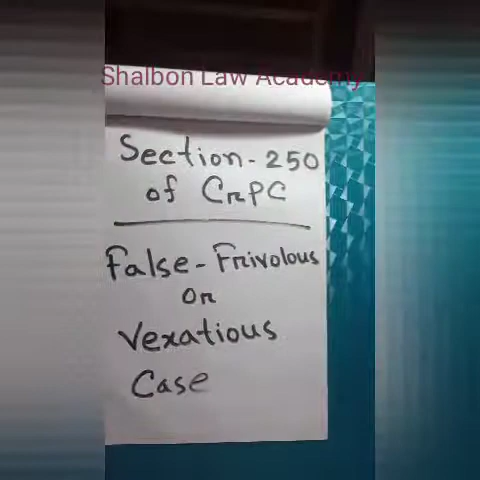 Shalbon Law Academy
Section-250
of CrPC
False-Frivolous
or
Vexatious
Case